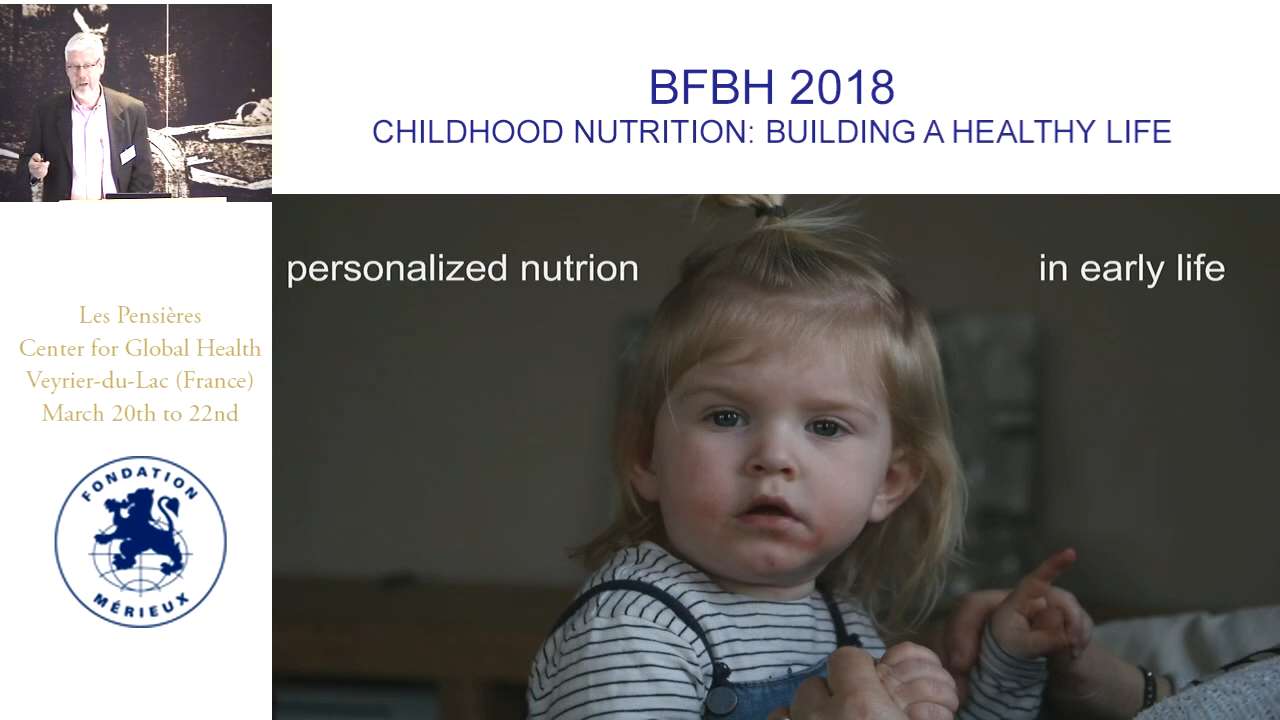 BFBH 2018
CHILDHOOD NUTRITION: BUILDING A HEALTHY LIFE
personalized nutrion
in early life
Les Pensières
Center for Global Health
Veyrier-du-Lac (France)
March 20th to 22nd
FONDATION
MÉRIEUX